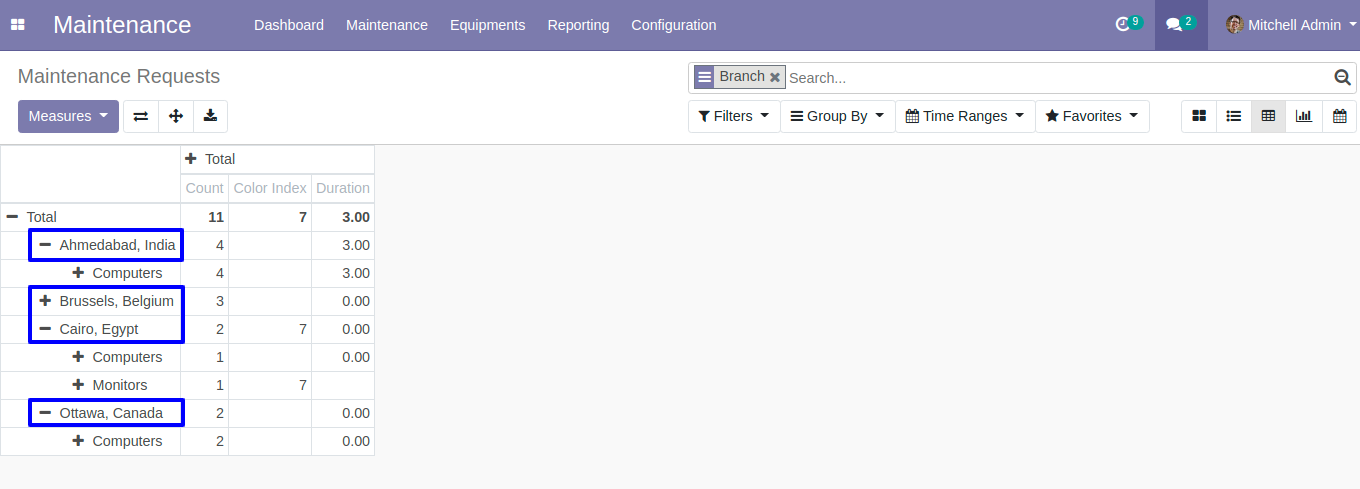 Maintenance Dashboard Maintenance Equipments Reporting Configuration 9 2 Mitchell Admin
Maintenance Requests Branch Search...
Measures Filters Group By Time Ranges Favorites
Total
Count Color Index Duration
Total 11 7 3.00
Ahmedabad, India 4 3.00
Computers 4 3.00
Brussels, Belgium 3 0.00
Cairo, Egypt 2 7 0.00
Computers 1 0.00
Monitors 1 7
Ottawa, Canada 2 0.00
Computers 2 0.00